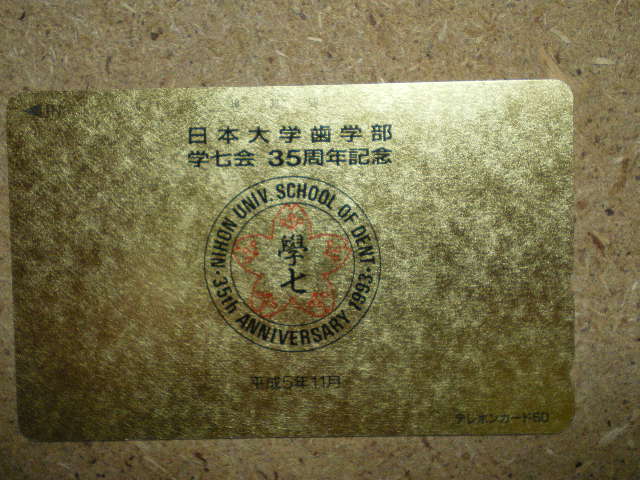 日本大学歯学部
学七会 35周年記念
・NIHON UNIV. SCHOOL OF DENT・
35th ANNIVERSARY 1993
學七
平成5年11月
テレホンカード50